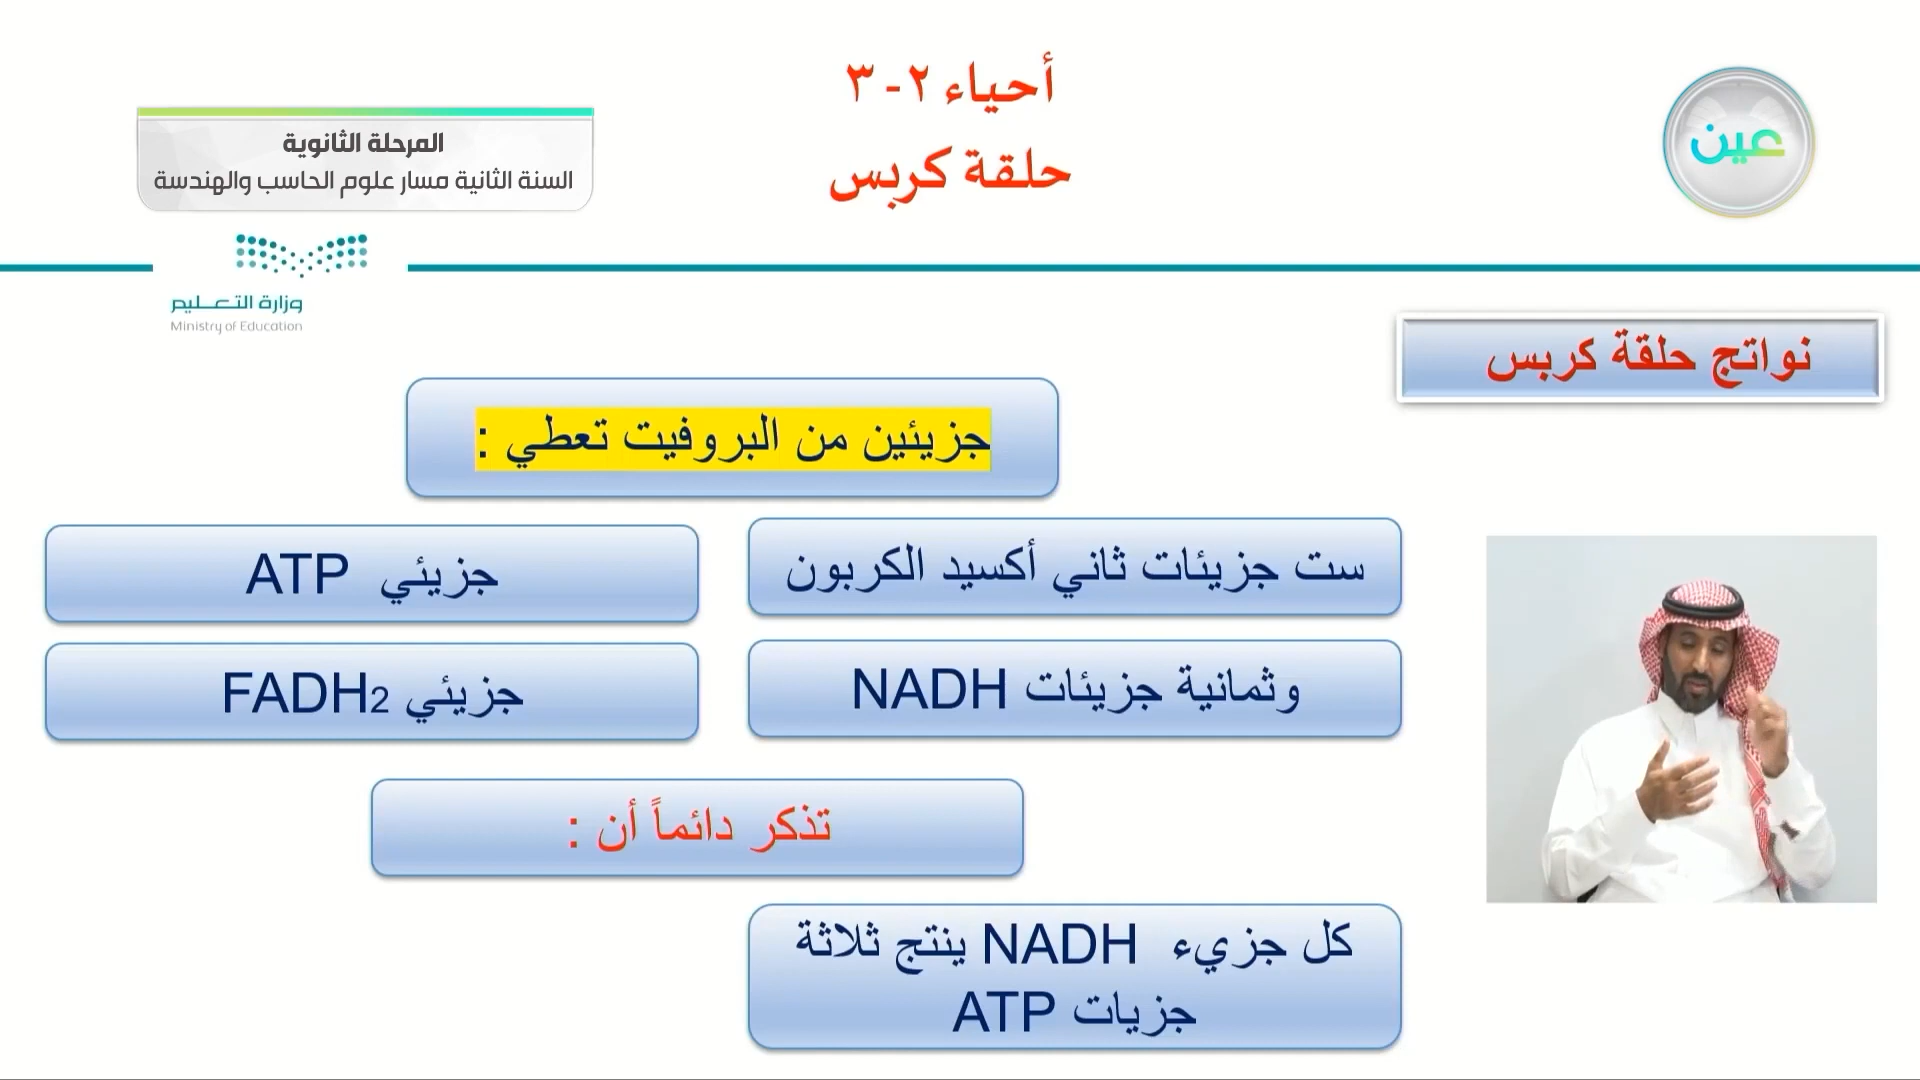 أحياء ٢- ٣
حلقة كربس
عين
المرحلة الثانوية
السنة الثانية مسار علوم الحاسب والهندسة
وزارة التعليم
Ministry of Education
نواتج حلقة كربس
جزيئين من البروفيت تعطي :
ست جزيئات ثاني أكسيد الكربون
جزيئي ATP
وثمانية جزيئات NADH
جزيئي FADH2
تذكر دائماً أن :
كل جزيء NADH ينتج ثلاثة
جزيات ATP